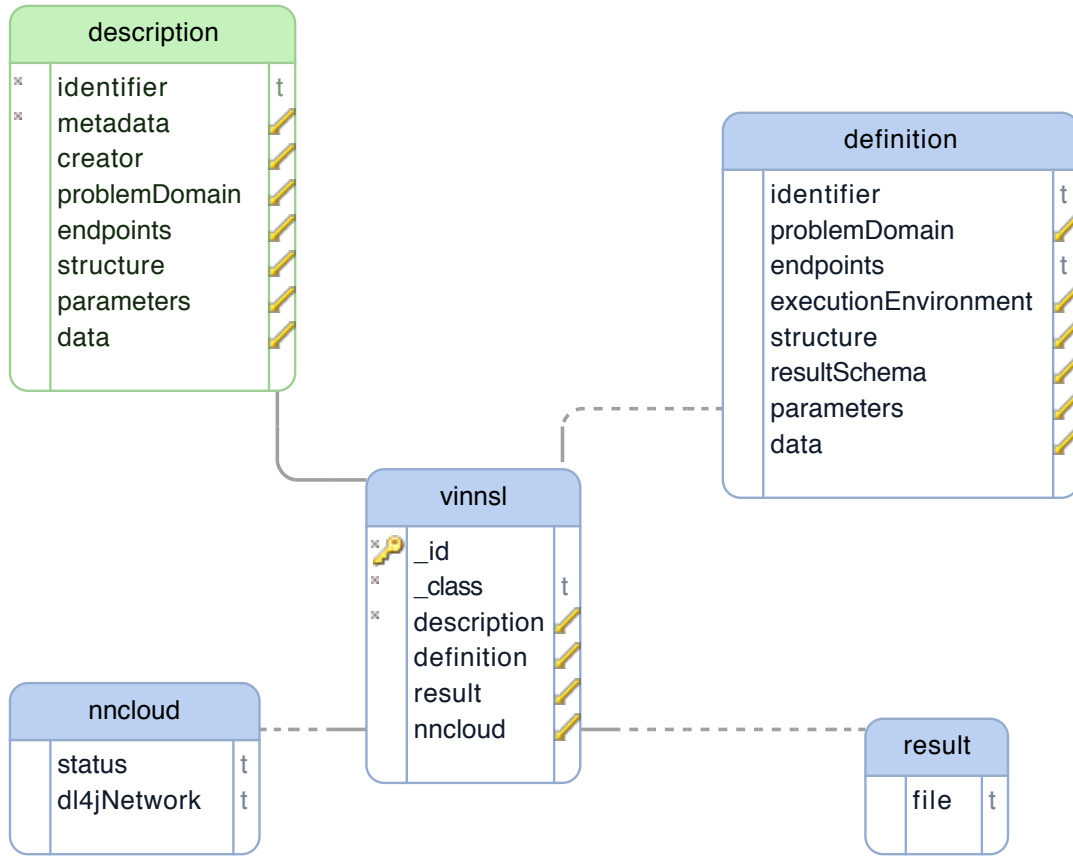 description
identifier t
metadata
creator
problemDomain
endpoints
structure
parameters
data
definition
identifier t
problemDomain
endpoints t
executionEnvironment
structure
resultSchema
parameters
data
vinnsl
_id
_class t
description
definition
result
nncloud
nncloud
status t
dl4jNetwork t
result
file t